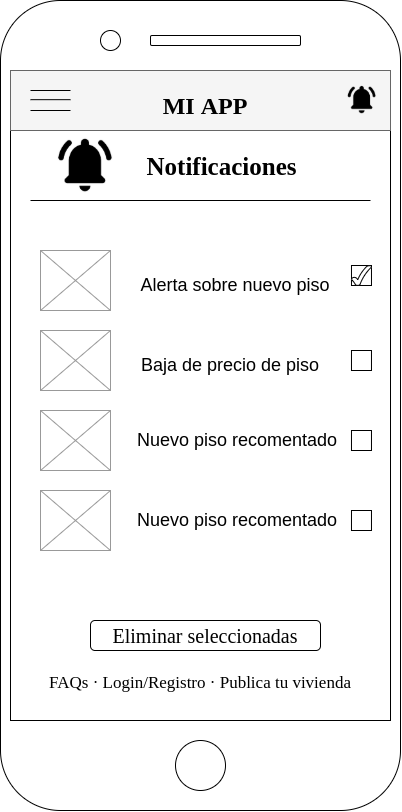 MI APP
Notificaciones
Alerta sobre nuevo piso
Baja de precio de piso
Nuevo piso recomentado
Nuevo piso recomentado
Eliminar seleccionadas
FAQs · Login/Registro · Publica tu vivienda